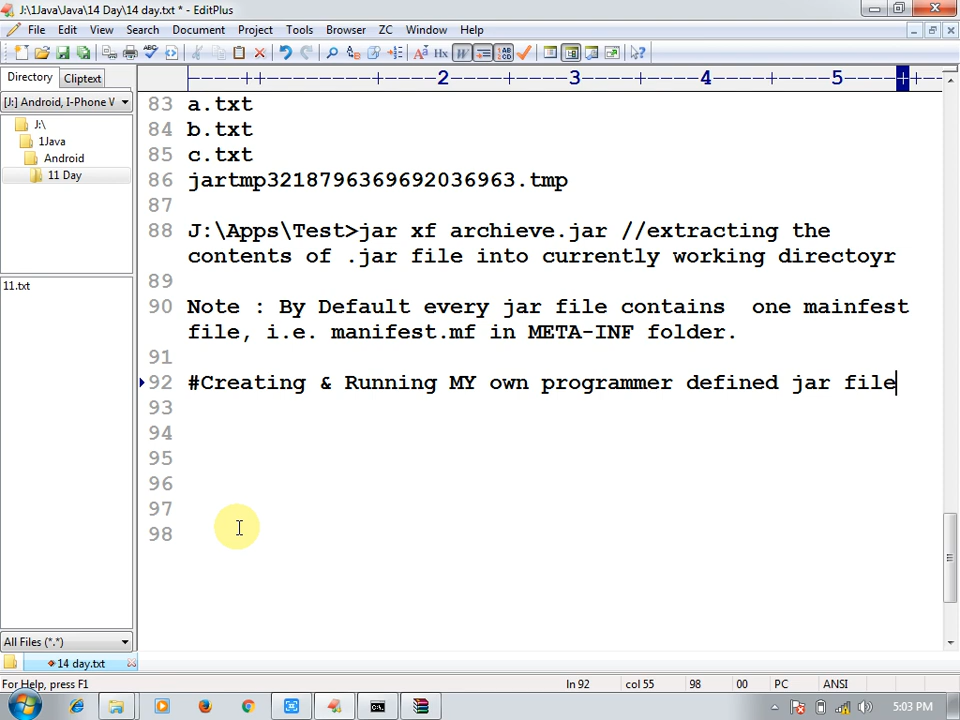 J:\1Java\Java\14 Day\14 day.txt * - EditPlus
File Edit View Search Document Project Tools Browser ZC Window Help
Directory Cliptext
[J:] Android, I-Phone V
J:\
1Java
Android
11 Day
11.txt
All Files (*.*)
2 3 4 5
83 a.txt
84 b.txt
85 c.txt
86 jartmp3218796369692036963.tmp
87
88 J:\Apps\Test>jar xf archieve.jar //extracting the
contents of .jar file into currently working directoyr
89
90 Note : By Default every jar file contains  one mainfest
file, i.e. manifest.mf in META-INF folder.
91
92 #Creating & Running MY own programmer defined jar file
93
94
95
96
97
98
14 day.txt
For Help, press F1 ln 92 col 55 98 00 PC ANSI
5:03 PM